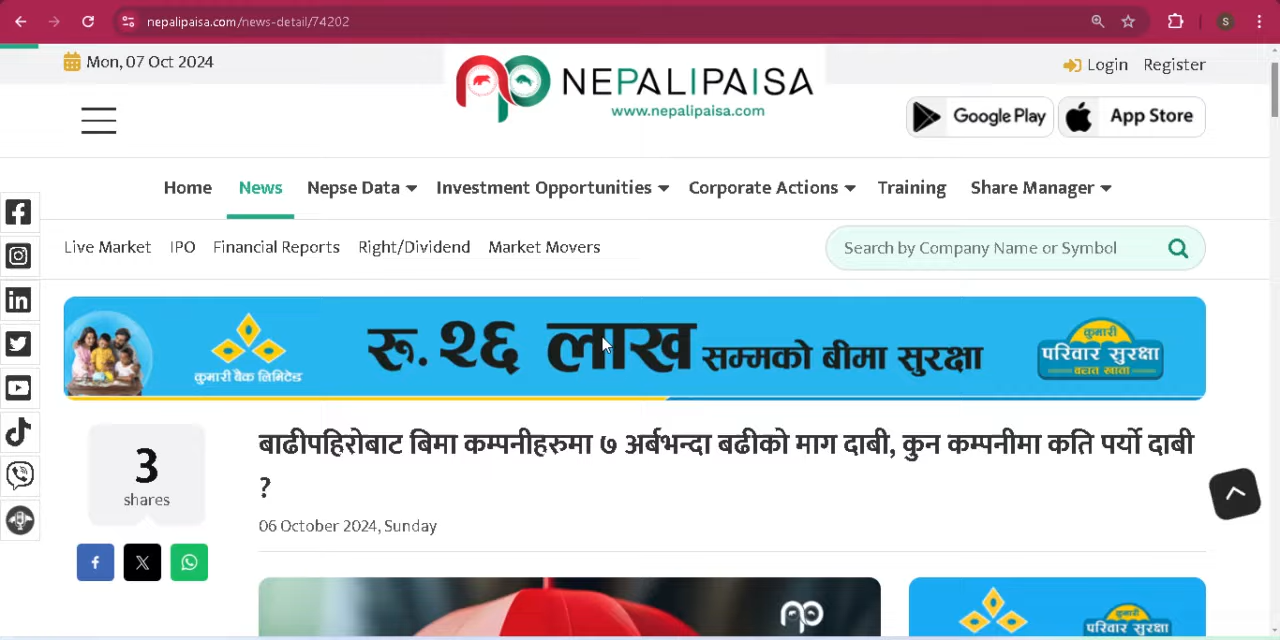 nepalipaisa.com/news-detail/74202
S
Mon, 07 Oct 2024
NEPALIPAISA
www.nepalipaisa.com
Login Register
Google Play App Store
Home News Nepse Data Investment Opportunities Corporate Actions Training Share Manager
Live Market IPO Financial Reports Right/Dividend Market Movers
Search by Company Name or Symbol
कुमारी बैंक लिमिटेड
रू. २६ लाख सम्मको बीमा सुरक्षा
कुमारी
परिवार सुरक्षा
बचत खाता
बाढीपहिरोबाट बिमा कम्पनीहरुमा ७ अर्बभन्दा बढीको माग दाबी, कुन कम्पनीमा कति पर्यो दाबी
?
3
shares
06 October 2024, Sunday
कुमारी
परिवार सुरक्षा